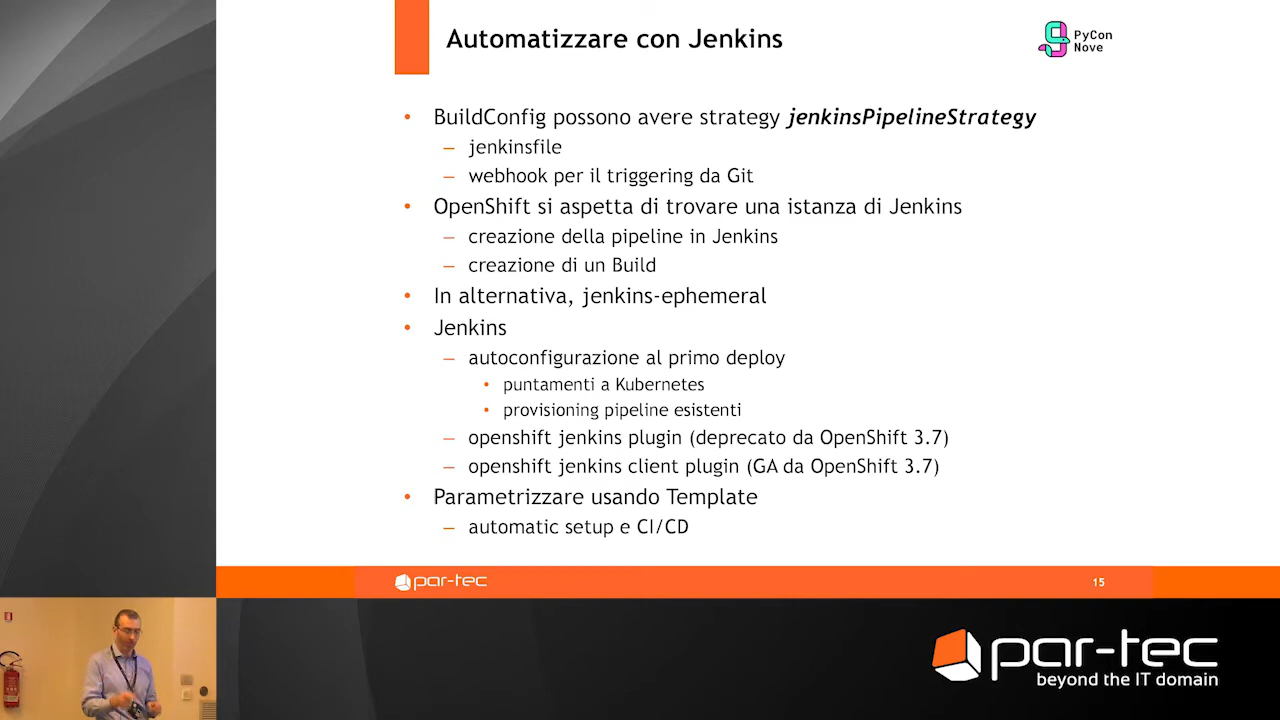 Automatizzare con Jenkins
PyCon
Nove
• BuildConfig possono avere strategy jenkinsPipelineStrategy
– jenkinsfile
– webhook per il triggering da Git
• OpenShift si aspetta di trovare una istanza di Jenkins
– creazione della pipeline in Jenkins
– creazione di un Build
• In alternativa, jenkins-ephemeral
• Jenkins
– autoconfigurazione al primo deploy
• puntamenti a Kubernetes
• provisioning pipeline esistenti
– openshift jenkins plugin (deprecato da OpenShift 3.7)
– openshift jenkins client plugin (GA da OpenShift 3.7)
• Parametrizzare usando Template
– automatic setup e CI/CD
par-tec
15
par-tec
beyond the IT domain